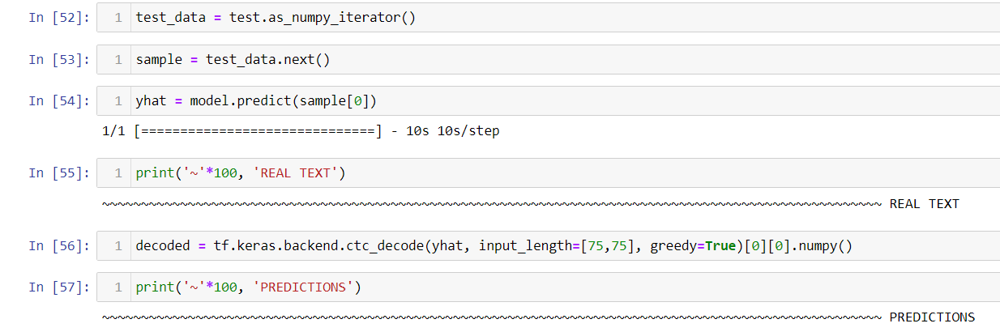 In [52]: 1 test_data = test.as_numpy_iterator()
In [53]: 1 sample = test_data.next()
In [54]: 1 yhat = model.predict(sample[0])
1/1 [==============================] - 10s 10s/step
In [55]: 1 print('~'*100, 'REAL TEXT')
~~~~~~~~~~~~~~~~~~~~~~~~~~~~~~~~~~~~~~~~~~~~~~~~~~~~~~~~~~~~~~~~~~~~~~~~~~~~~~~~~~~~~~~~~~~~~~~~~~~~ REAL TEXT
In [56]: 1 decoded = tf.keras.backend.ctc_decode(yhat, input_length=[75,75], greedy=True)[0][0].numpy()
In [57]: 1 print('~'*100, 'PREDICTIONS')
~~~~~~~~~~~~~~~~~~~~~~~~~~~~~~~~~~~~~~~~~~~~~~~~~~~~~~~~~~~~~~~~~~~~~~~~~~~~~~~~~~~~~~~~~~~~~~~~~~~~ PREDICTIONS